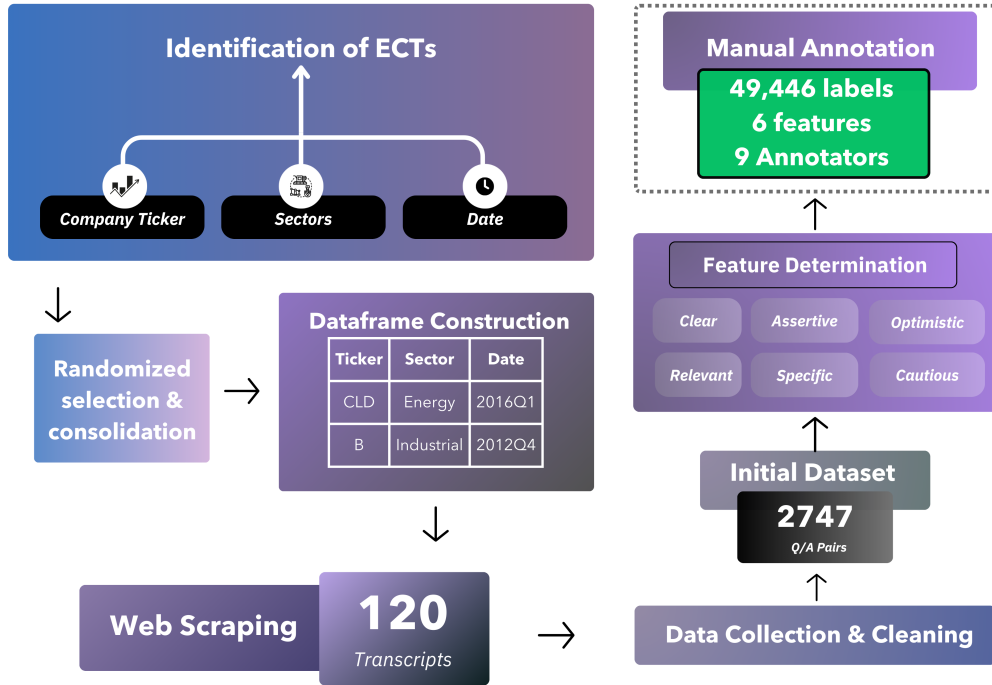 Identification of ECTs
Company Ticker
Sectors
Date
Randomized
selection &
consolidation
Dataframe Construction
Ticker Sector Date
CLD Energy 2016Q1
B Industrial 2012Q4
Web Scraping
120
Transcripts
Data Collection & Cleaning
Initial Dataset
2747
Q/A Pairs
Feature Determination
Clear Assertive Optimistic
Relevant Specific Cautious
Manual Annotation
49,446 labels
6 features
9 Annotators